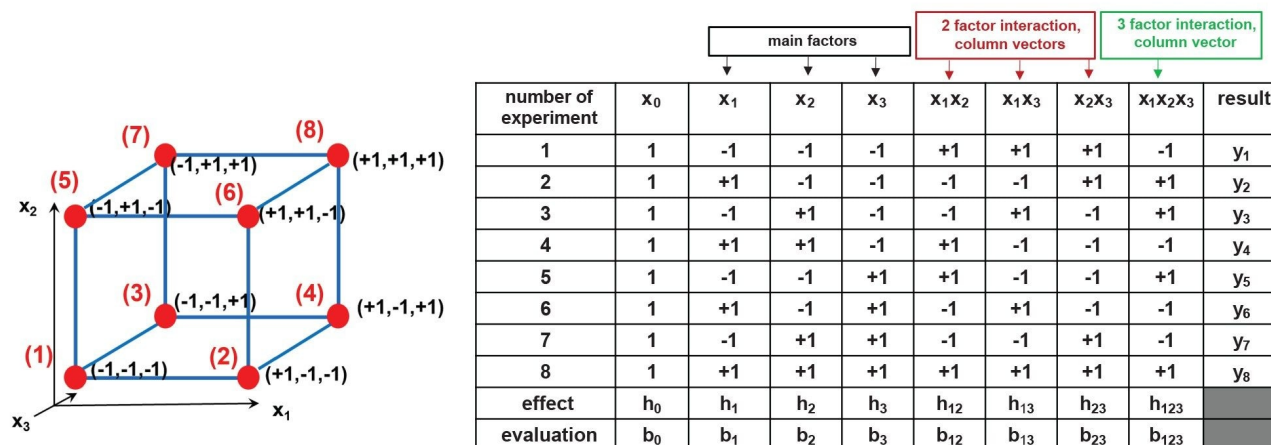 (7)
(8)
(-1,+1,+1)
(+1,+1,+1)
(5)
(6)
x2
(-1,+1,-1)
(+1,+1,-1)
(3)
(4)
(-1,-1,+1)
(+1,-1,+1)
(1)
(2)
(-1,-1,-1)
(+1,-1,-1)
x3
x1
main factors
2 factor interaction,
column vectors
3 factor interaction,
column vector
number of
experiment x0 x1 x2 x3 x1x2 x1x3 x2x3 x1x2x3 result
1 1 -1 -1 -1 +1 +1 +1 -1 y1
2 1 +1 -1 -1 -1 -1 +1 +1 y2
3 1 -1 +1 -1 -1 +1 -1 +1 y3
4 1 +1 +1 -1 +1 -1 -1 -1 y4
5 1 -1 -1 +1 +1 -1 -1 +1 y5
6 1 +1 -1 +1 -1 +1 -1 -1 y6
7 1 -1 -1 +1 -1 -1 +1 -1 y7
8 1 +1 +1 +1 +1 +1 +1 +1 y8
effect h0 h1 h2 h3 h12 h13 h23 h123
evaluation b0 b1 b2 b3 b12 b13 b23 b123